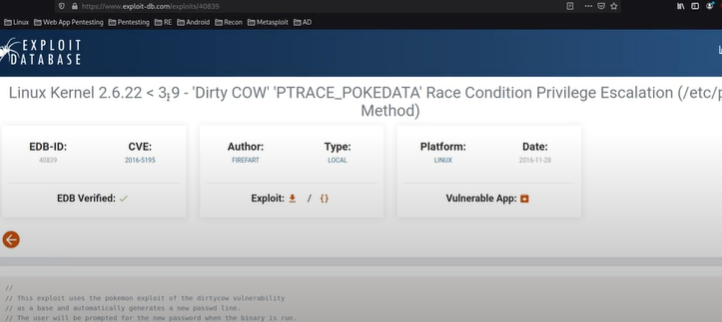 https://www.exploit-db.com/exploits/40839
Linux Web App Pentesting Pentesting RE Android Recon Metasploit AD
EXPLOIT
DATABASE
Linux Kernel 2.6.22 < 3.9 - 'Dirty COW' 'PTRACE_POKEDATA' Race Condition Privilege Escalation (/etc/p
Method)
EDB-ID: CVE: Author: Type: Platform: Date:
40839 2016-5195 FIREFART LOCAL LINUX 2016-11-28
EDB Verified: Exploit: / {} Vulnerable App:
//
// This exploit uses the pokemon exploit of the dirtycow vulnerability
// as a base and automatically generates a new passwd line.
// The user will be prompted for the new password when the binary is run.